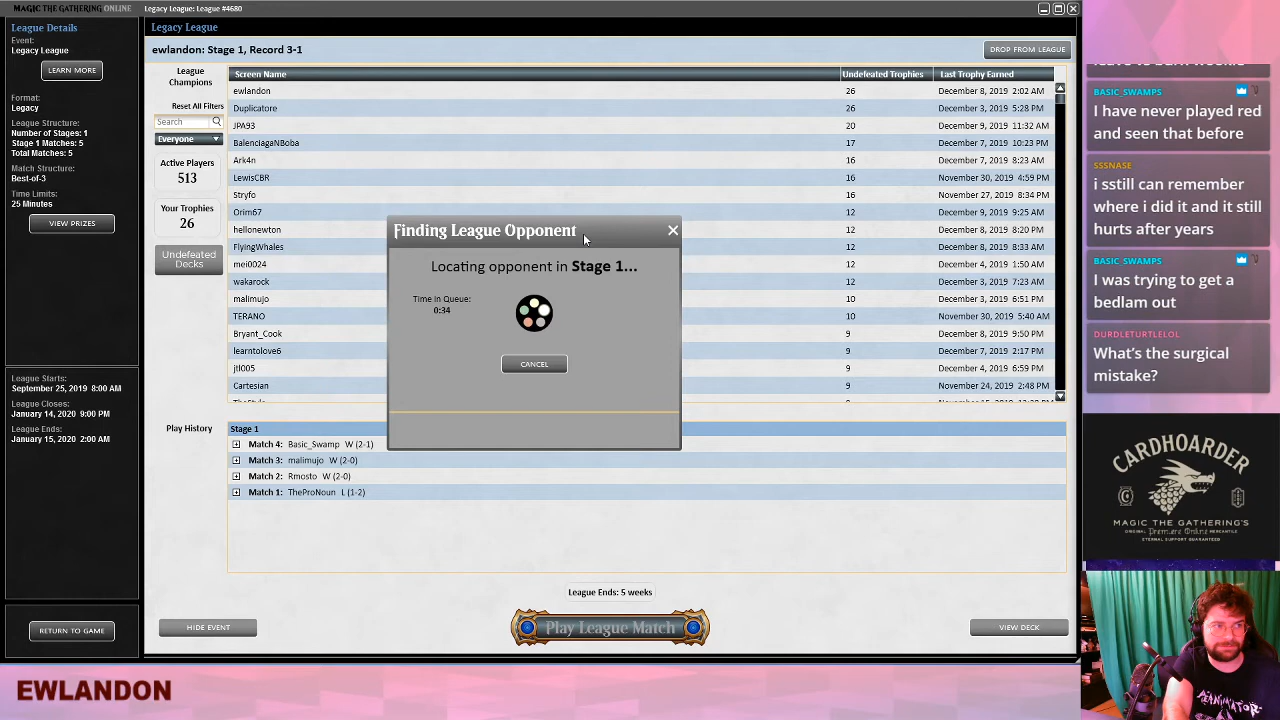 MAGIC THE GATHERING ONLINE
Legacy League: League #4680
League Details
Event:
Legacy League
LEARN MORE
Format:
Legacy
League Structure:
Number of Stages: 1
Stage 1 Matches: 5
Total Matches: 5
Match Structure:
Best-of-3
Time Limits:
25 Minutes
VIEW PRIZES
League Starts:
September 25, 2019 8:00 AM
League Closes:
January 14, 2020 9:00 PM
League Ends:
January 15, 2020 2:00 AM
RETURN TO GAME
Legacy League
ewlandon: Stage 1, Record 3-1
DROP FROM LEAGUE
League
Champions
Reset All Filters
Search
Everyone
Active Players
513
Your Trophies
26
Undefeated
Decks
Screen Name Undefeated Trophies Last Trophy Earned
ewlandon 26 December 8, 2019 2:02 AM
Duplicatore 26 December 3, 2019 5:28 PM
JPA93 20 December 9, 2019 11:32 AM
BalenciagaNBoba 17 December 7, 2019 10:23 PM
Ark4n 16 December 7, 2019 8:23 AM
LewisCBR 16 November 30, 2019 4:59 PM
Stryfo 16 November 27, 2019 8:34 PM
Orim67 12 December 9, 2019 9:25 AM
hellonewton 12 December 8, 2019 8:20 PM
FlyingWhales 12 December 8, 2019 8:33 AM
mei0024 12 December 4, 2019 1:50 AM
wakarock 12 December 3, 2019 7:23 AM
malimujo 10 December 3, 2019 6:51 PM
TERANO 10 November 30, 2019 5:40 AM
Bryant_Cook 9 December 8, 2019 9:50 PM
learntolove6 9 December 7, 2019 2:17 PM
jtl005 9 December 4, 2019 6:59 PM
Cartesian 9 November 24, 2019 2:48 PM
Finding League Opponent
Locating opponent in Stage 1...
Time In Queue:
0:34
CANCEL
Play History
Stage 1
Match 4: Basic_Swamp W (2-1)
Match 3: malimujo W (2-0)
Match 2: Rmosto W (2-0)
Match 1: TheProNoun L (1-2)
League Ends: 5 weeks
HIDE EVENT
Play League Match
VIEW DECK
EWLANDON
BASIC_SWAMPS
I have never played red
and seen that before
SSSNASE
i sstill can remember
where i did it and it still
hurts after years
BASIC_SWAMPS
I was trying to get a
bedlam out
DURDLETURTLELOL
What's the surgical
mistake?
CARDHOARDER
MAGIC THE GATHERING'S
ORIGINAL Premiere Online MERCANTILE
ETERNAL SUPPORT GUARANTEED